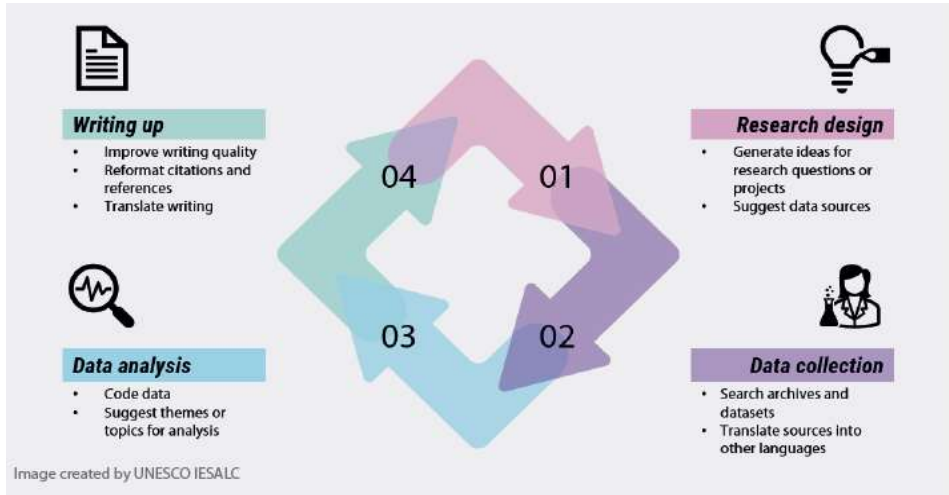 Writing up
• Improve writing quality
• Reformat citations and
references
• Translate writing
04
01
Research design
• Generate ideas for
research questions or
projects
• Suggest data sources
Data analysis
• Code data
• Suggest themes or
topics for analysis
03
02
Data collection
• Search archives and
datasets
• Translate sources into
other languages
Image created by UNESCO IESALC